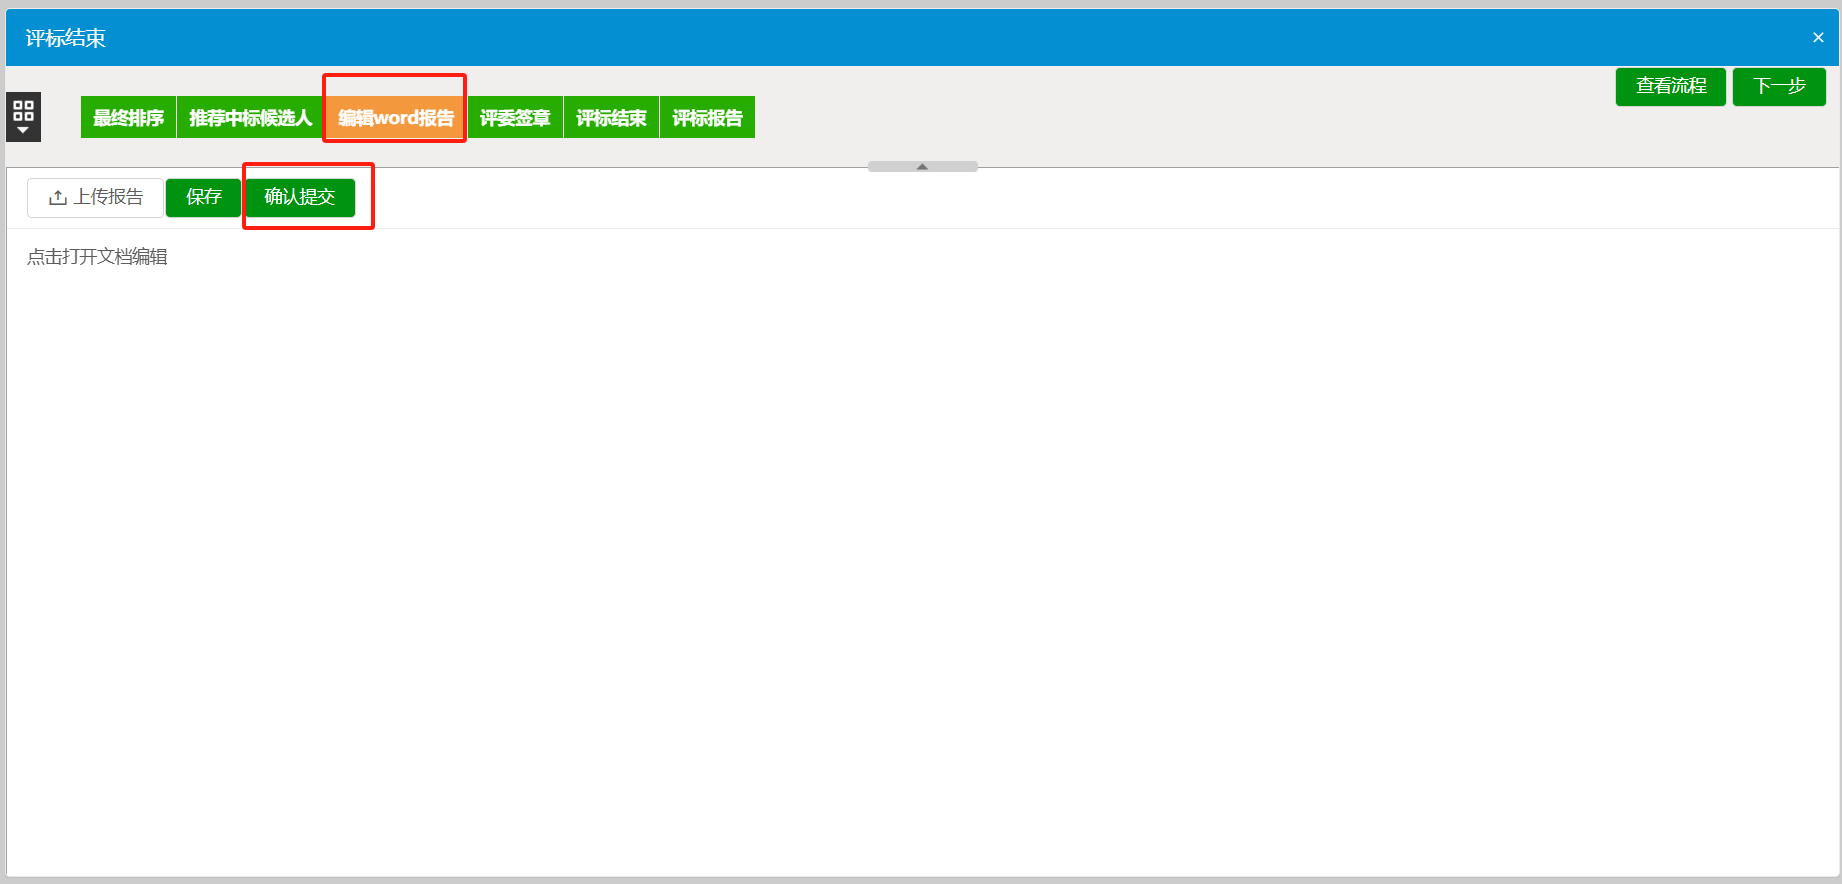 评标结束
查看流程 下一步
最终排序 推荐中标候选人 编辑word报告 评委签章 评标结束 评标报告
上传报告 保存 确认提交
点击打开文档编辑